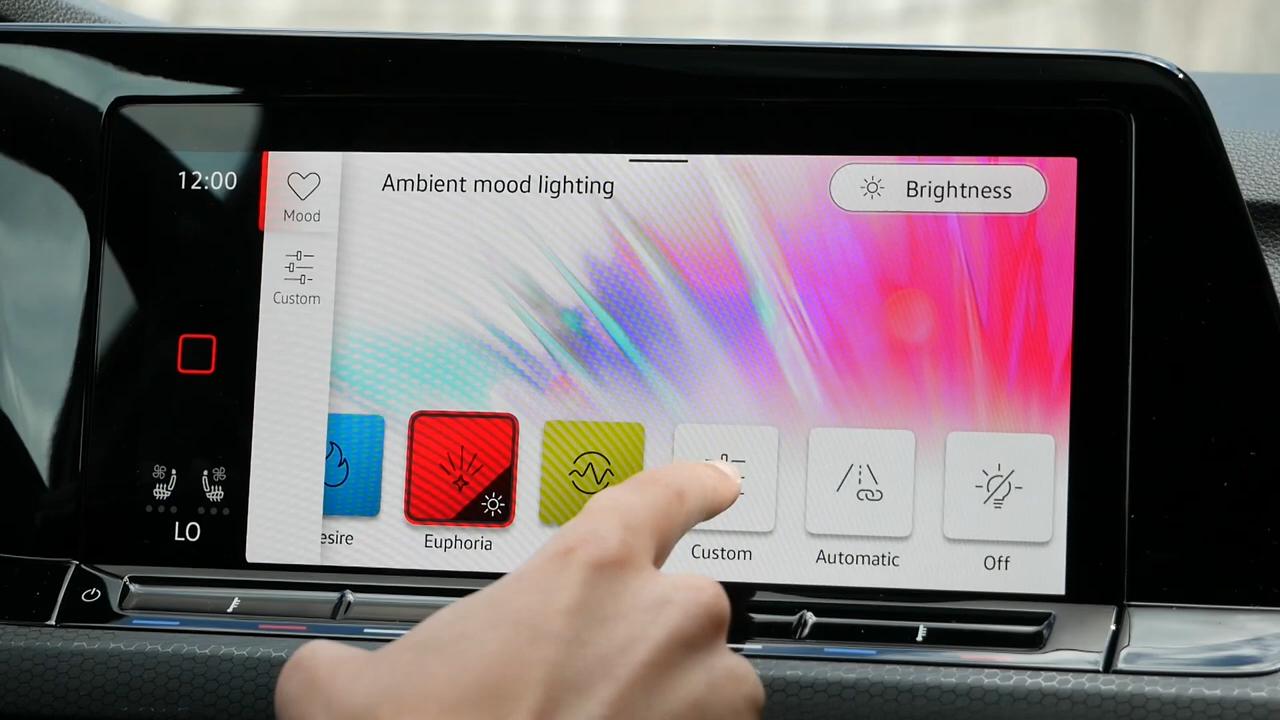 12:00
Mood
Custom
Ambient mood lighting
Brightness
esire
Euphoria
Custom
Automatic
Off
LO